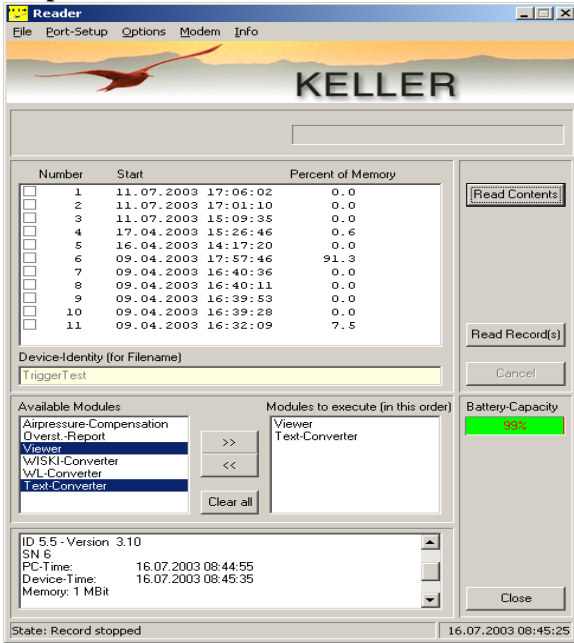 Reader
File Port-Setup Options Modem Info
KELLER
Number Start Percent of Memory
1 11.07.2003 17:06:02 0.0
2 11.07.2003 17:01:10 0.0
3 11.07.2003 15:09:35 0.0
4 17.04.2003 15:26:46 0.6
5 16.04.2003 14:17:20 0.0
6 09.04.2003 17:57:46 91.3
7 09.04.2003 16:40:36 0.0
8 09.04.2003 16:40:11 0.0
9 09.04.2003 16:39:53 0.0
10 09.04.2003 16:39:28 0.0
11 09.04.2003 16:32:09 7.5
Read Contents
Read Record(s)
Cancel
Device-Identity (for Filename)
TriggerTest
Available Modules
Airpressure-Compensation
Overst.-Report
Viewer
WISKI-Converter
WL-Converter
Text-Converter
>>
<<
Clear all
Modules to execute (in this order)
Viewer
Text-Converter
Battery-Capacity
99%
ID 5.5 - Version 3.10
SN 6
PC-Time: 16.07.2003 08:44:55
Device-Time: 16.07.2003 08:45:35
Memory: 1 MBit
Close
State: Record stopped
16.07.2003 08:45:25